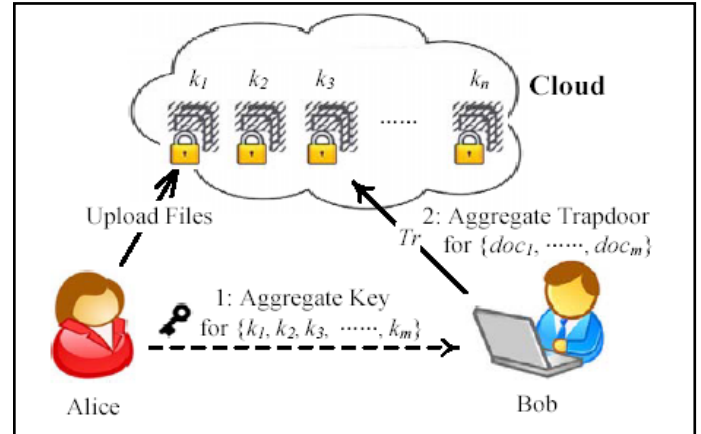 k1 k2 k3 kn
Cloud
······
Upload Files
2: Aggregate Trapdoor
Tr
for {doc1, ······, docm}
1: Aggregate Key
for {k1, k2, k3, ······, km}
Alice
Bob